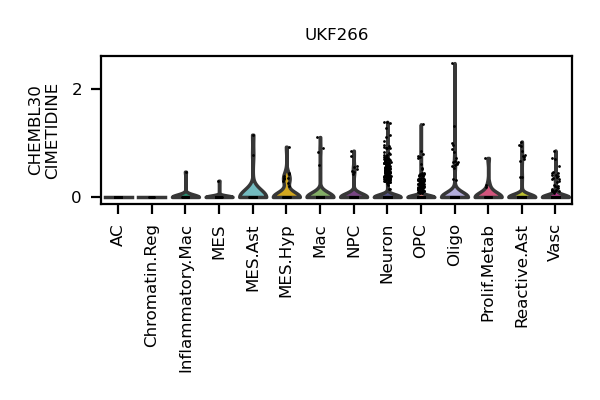 UKF266
CHEMBL30
CIMETIDINE
2
0
AC
Chromatin.Reg
Inflammatory.Mac
MES
MES.Ast
MES.Hyp
Mac
NPC
Neuron
OPC
Oligo
Prolif.Metab
Reactive.Ast
Vasc